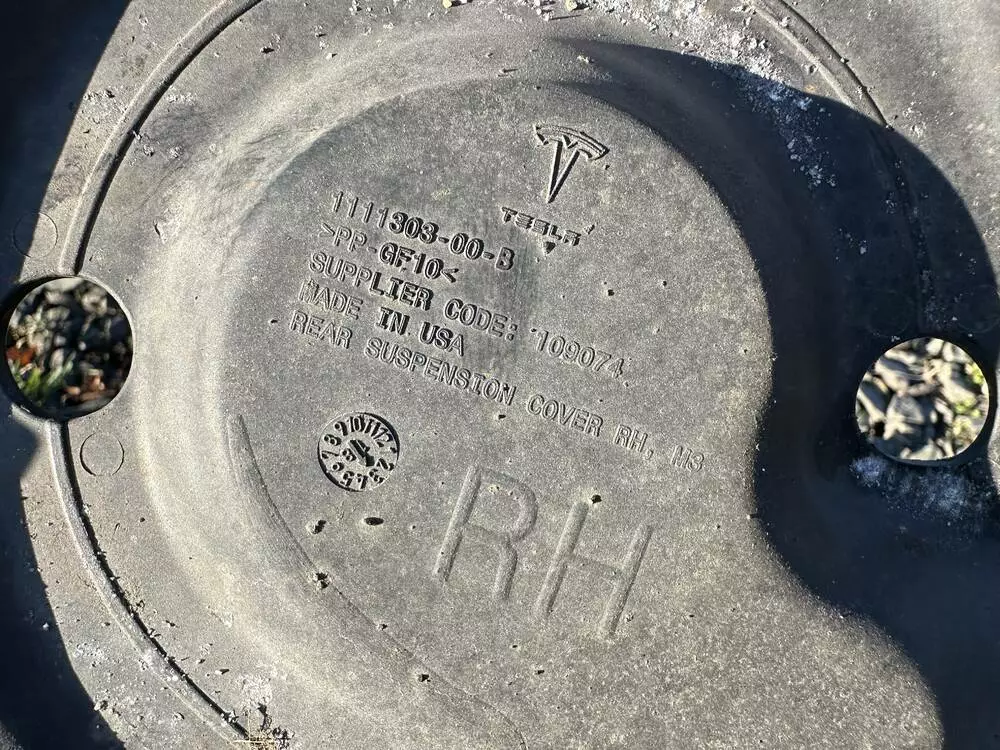 TESLA
1111303-00-B
>PP-GF10<
SUPPLIER CODE: 109074
MADE IN USA
REAR SUSPENSION COVER RH, M3
RH